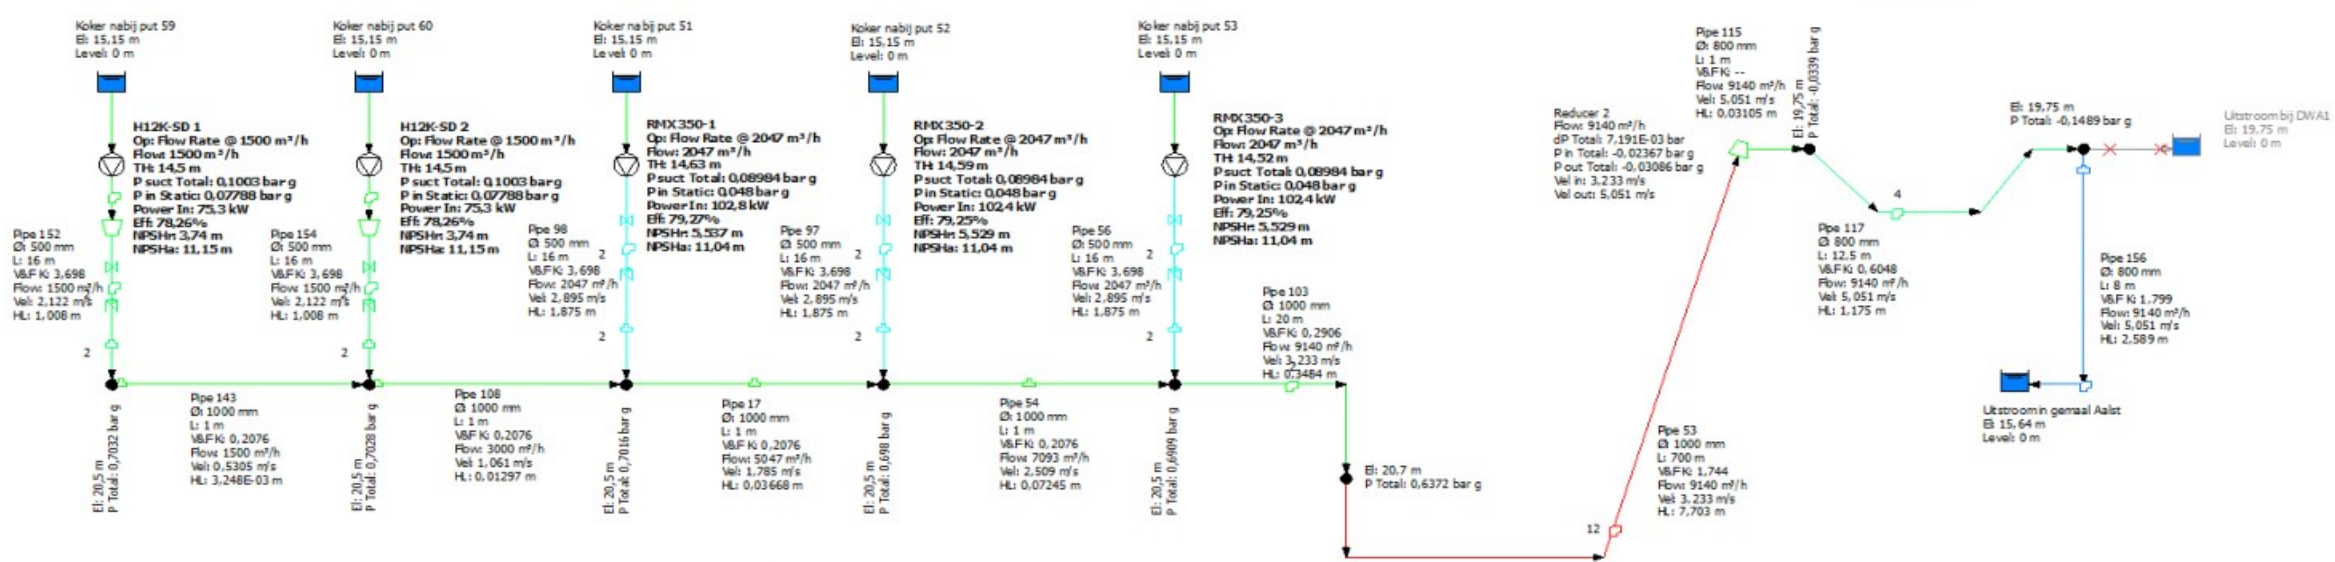 Koker nabij put 59
El: 15,15 m
Level: 0 m
Koker nabij put 60
El: 15,15 m
Level: 0 m
Koker nabij put 51
El: 15,15 m
Level: 0 m
Koker nabij put 52
El: 15,15 m
Level: 0 m
Koker nabij put 53
El: 15,15 m
Level: 0 m
H12K-SD 1
Op: Flow Rate @ 1500 m³/h
Flow: 1500 m³/h
TH: 14,5 m
P suct Total: 0,1003 bar g
P in Static: 0,07788 bar g
Power In: 75,3 kW
Eff: 78,26%
NPSHr: 3,74 m
NPSHa: 11,15 m
H12K-SD 2
Op: Flow Rate @ 1500 m³/h
Flow: 1500 m³/h
TH: 14,5 m
P suct Total: 0,1003 bar g
P in Static: 0,07788 bar g
Power In: 75,3 kW
Eff: 78,26%
NPSHr: 3,74 m
NPSHa: 11,15 m
RMX350-1
Op: Flow Rate @ 2047 m³/h
Flow: 2047 m³/h
TH: 14,63 m
P suct Total: 0,08984 bar g
P in Static: 0,048 bar g
Power In: 102,8 kW
Eff: 79,27%
NPSHr: 5,537 m
NPSHa: 11,04 m
RMX350-2
Op: Flow Rate @ 2047 m³/h
Flow: 2047 m³/h
TH: 14,59 m
P suct Total: 0,08984 bar g
P in Static: 0,048 bar g
Power In: 102,4 kW
Eff: 79,25%
NPSHr: 5,529 m
NPSHa: 11,04 m
RMX350-3
Op: Flow Rate @ 2047 m³/h
Flow: 2047 m³/h
TH: 14,52 m
P suct Total: 0,08984 bar g
P in Static: 0,048 bar g
Power In: 102,4 kW
Eff: 79,25%
NPSHr: 5,529 m
NPSHa: 11,04 m
Pipe 152
Ø: 500 mm
L: 16 m
V&F K: 3,698
Flow: 1500 m³/h
Vel: 2,122 m/s
HL: 1,008 m
2
Pipe 154
Ø: 500 mm
L: 16 m
V&F K: 3,698
Flow: 1500 m³/h
Vel: 2,122 m/s
HL: 1,008 m
2
Pipe 98
Ø: 500 mm
L: 16 m
V&F K: 3,698
Flow: 2047 m³/h
Vel: 2,895 m/s
HL: 1,875 m
2
2
Pipe 97
Ø: 500 mm
L: 16 m
V&F K: 3,698
Flow: 2047 m³/h
Vel: 2,895 m/s
HL: 1,875 m
2
2
Pipe 56
Ø: 500 mm
L: 16 m
V&F K: 3,698
Flow: 2047 m³/h
Vel: 2,895 m/s
HL: 1,875 m
2
2
Pipe 103
Ø: 1000 mm
L: 20 m
V&F K: 0,2906
Flow: 9140 m³/h
Vel: 3,233 m/s
HL: 0,3484 m
El: 20,5 m
P Total: 0,7032 bar g
Pipe 143
Ø: 1000 mm
L: 1 m
V&F K: 0,2076
Flow: 1500 m³/h
Vel: 0,5305 m/s
HL: 3,248E-03 m
El: 20,5 m
P Total: 0,7028 bar g
Pipe 108
Ø: 1000 mm
L: 1 m
V&F K: 0,2076
Flow: 3000 m³/h
Vel: 1,061 m/s
HL: 0,01297 m
El: 20,5 m
P Total: 0,7016 bar g
Pipe 17
Ø: 1000 mm
L: 1 m
V&F K: 0,2076
Flow: 5047 m³/h
Vel: 1,785 m/s
HL: 0,03668 m
El: 20,5 m
P Total: 0,698 bar g
Pipe 54
Ø: 1000 mm
L: 1 m
V&F K: 0,2076
Flow: 7093 m³/h
Vel: 2,509 m/s
HL: 0,07245 m
El: 20,5 m
P Total: 0,6909 bar g
El: 20,7 m
P Total: 0,6372 bar g
12
Pipe 53
Ø: 1000 mm
L: 700 m
V&F K: 1,744
Flow: 9140 m³/h
Vel: 3,233 m/s
HL: 7,703 m
Reducer 2
Flow: 9140 m³/h
dP Total: 7,191E-03 bar
P in Total: -0,02367 bar g
P out Total: -0,03086 bar g
Vel in: 3,233 m/s
Vel out: 5,051 m/s
Pipe 115
Ø: 800 mm
L: 1 m
V&F K: --
Flow: 9140 m³/h
Vel: 5,051 m/s
HL: 0,03105 m
El: 19,75 m
P Total: -0,0339 bar g
4
Pipe 117
Ø: 800 mm
L: 12,5 m
V&F K: 0,6048
Flow: 9140 m³/h
Vel: 5,051 m/s
HL: 1,175 m
El: 19,75 m
P Total: -0,1489 bar g
Uitstroom bij DWA1
El: 19,75 m
Level: 0 m
Pipe 156
Ø: 800 mm
L: 8 m
V&F K: 1,799
Flow: 9140 m³/h
Vel: 5,051 m/s
HL: 2,589 m
Uitstroom in gemaal Aalst
El: 15,64 m
Level: 0 m